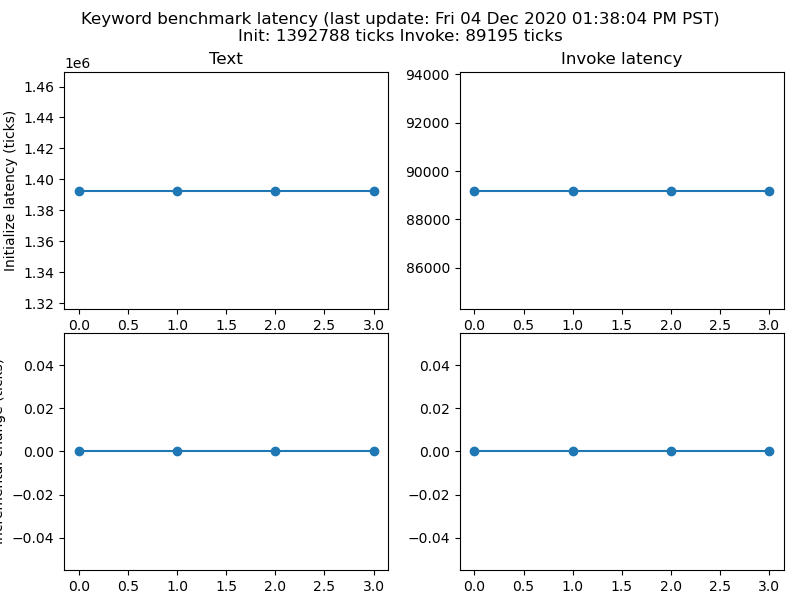 Keyword benchmark latency (last update: Fri 04 Dec 2020 01:38:04 PM PST)
Init: 1392788 ticks Invoke: 89195 ticks
Text
1e6
Initialize latency (ticks)
1.46
1.44
1.42
1.40
1.38
1.36
1.34
1.32
0.0 0.5 1.0 1.5 2.0 2.5 3.0
Invoke latency
94000
92000
90000
88000
86000
0.0 0.5 1.0 1.5 2.0 2.5 3.0
Incremental change (ticks)
0.04
0.02
0.00
−0.02
−0.04
0.0 0.5 1.0 1.5 2.0 2.5 3.0
0.04
0.02
0.00
−0.02
−0.04
0.0 0.5 1.0 1.5 2.0 2.5 3.0